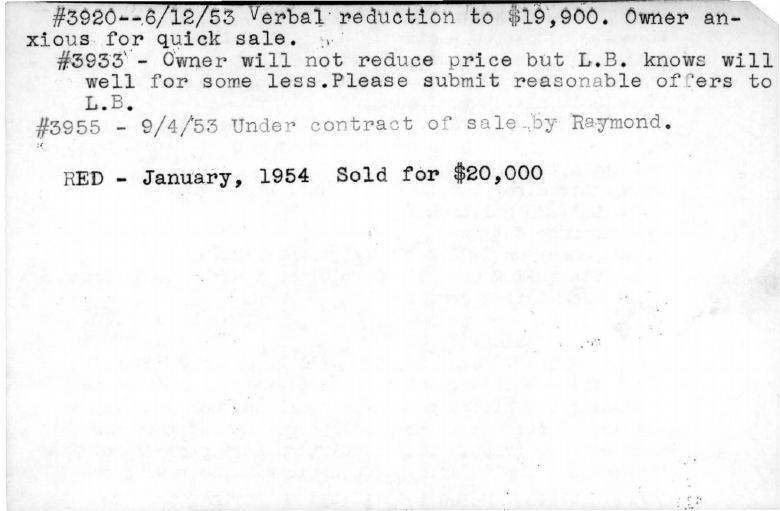 #3920--6/12/53 Verbal reduction to $19,900. Owner an-
xious for quick sale.
#3933 - Owner will not reduce price but L.B. knows will
well for some less.Please submit reasonable offers to
L.B.
#3955 - 9/4/53 Under contract of sale by Raymond.
RED - January, 1954 Sold for $20,000